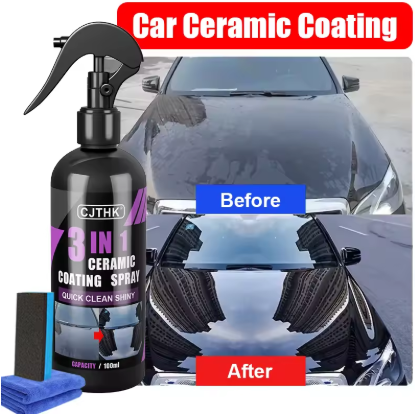 Car Ceramic Coating
CJTHK
3 IN 1
CERAMIC
COATING SPRAY
QUICK CLEAN SHINY
CAPACITY / 100ml
Before
After